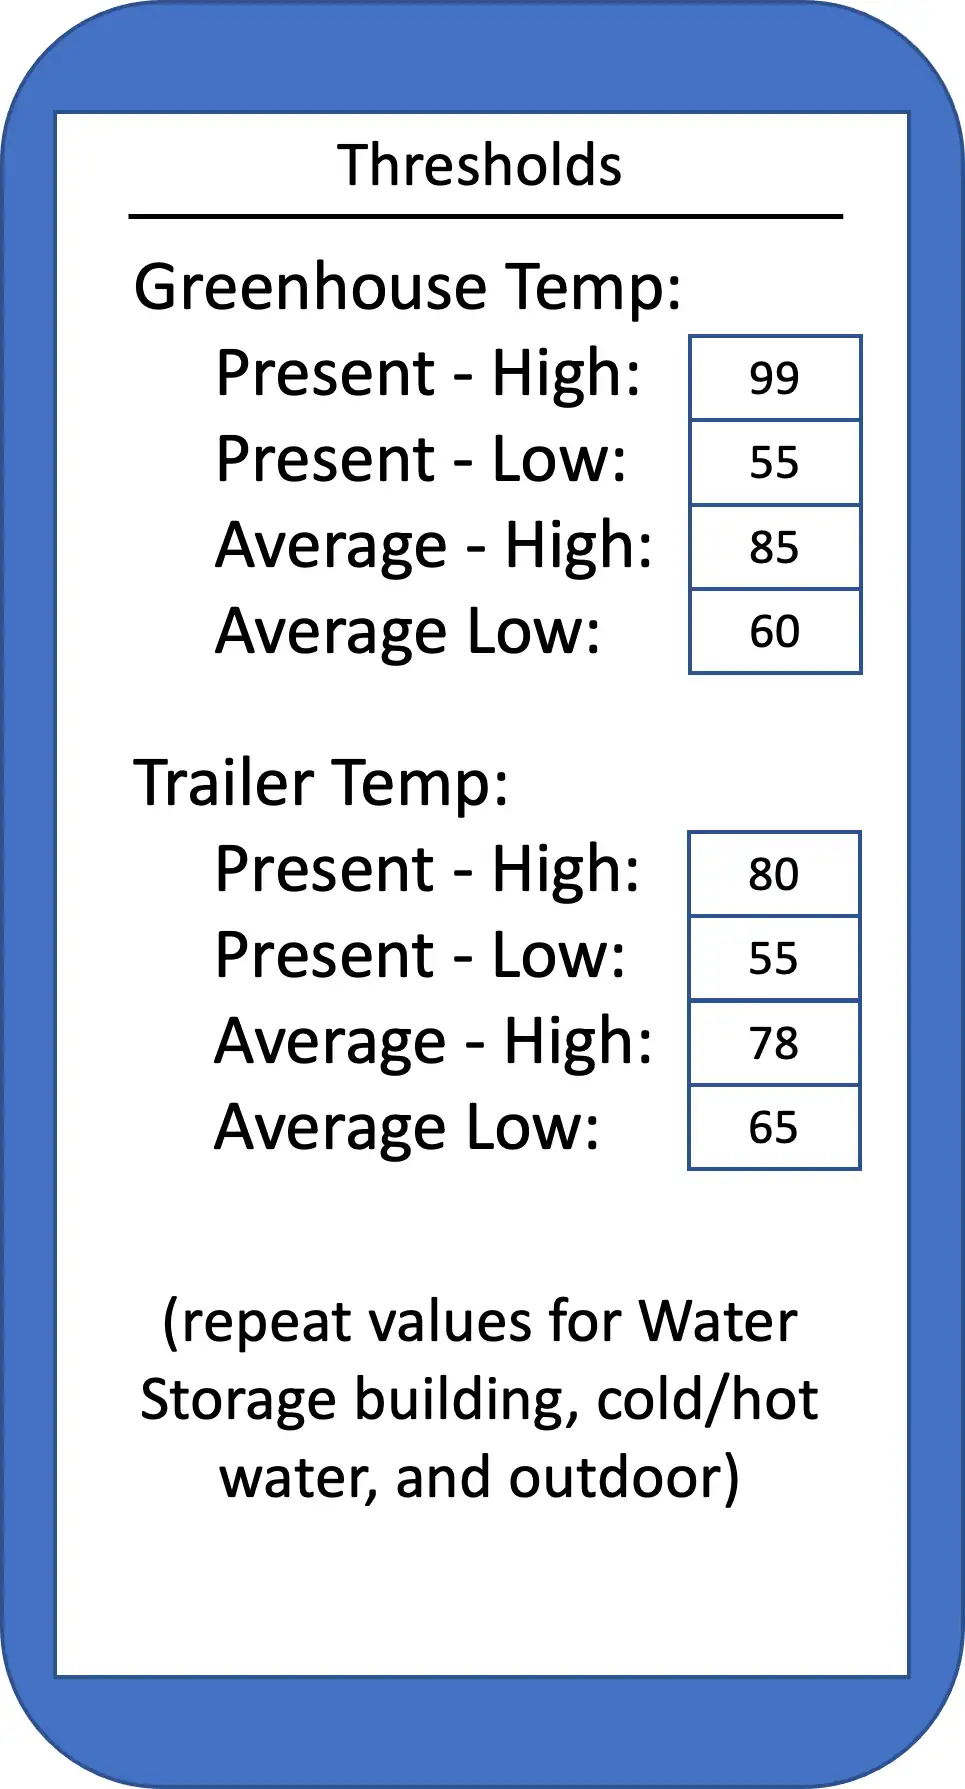 Thresholds
Greenhouse Temp:
Present - High: 99
Present - Low: 55
Average - High: 85
Average Low: 60
Trailer Temp:
Present - High: 80
Present - Low: 55
Average - High: 78
Average Low: 65
(repeat values for Water
Storage building, cold/hot
water, and outdoor)